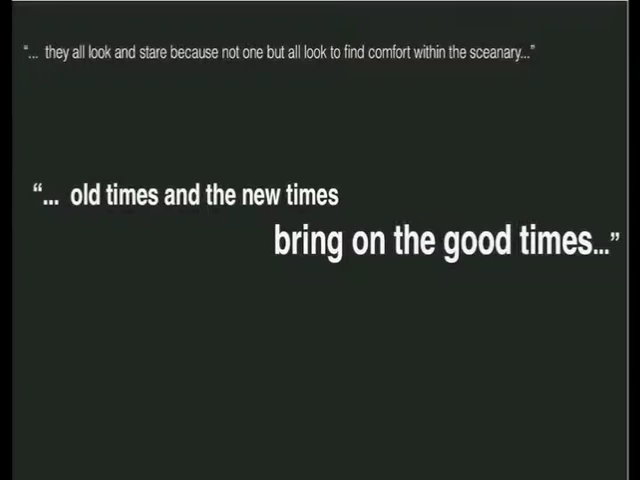 “... they all look and stare because not one but all look to find comfort within the sceanary...”
“... old times and the new times
bring on the good times...”